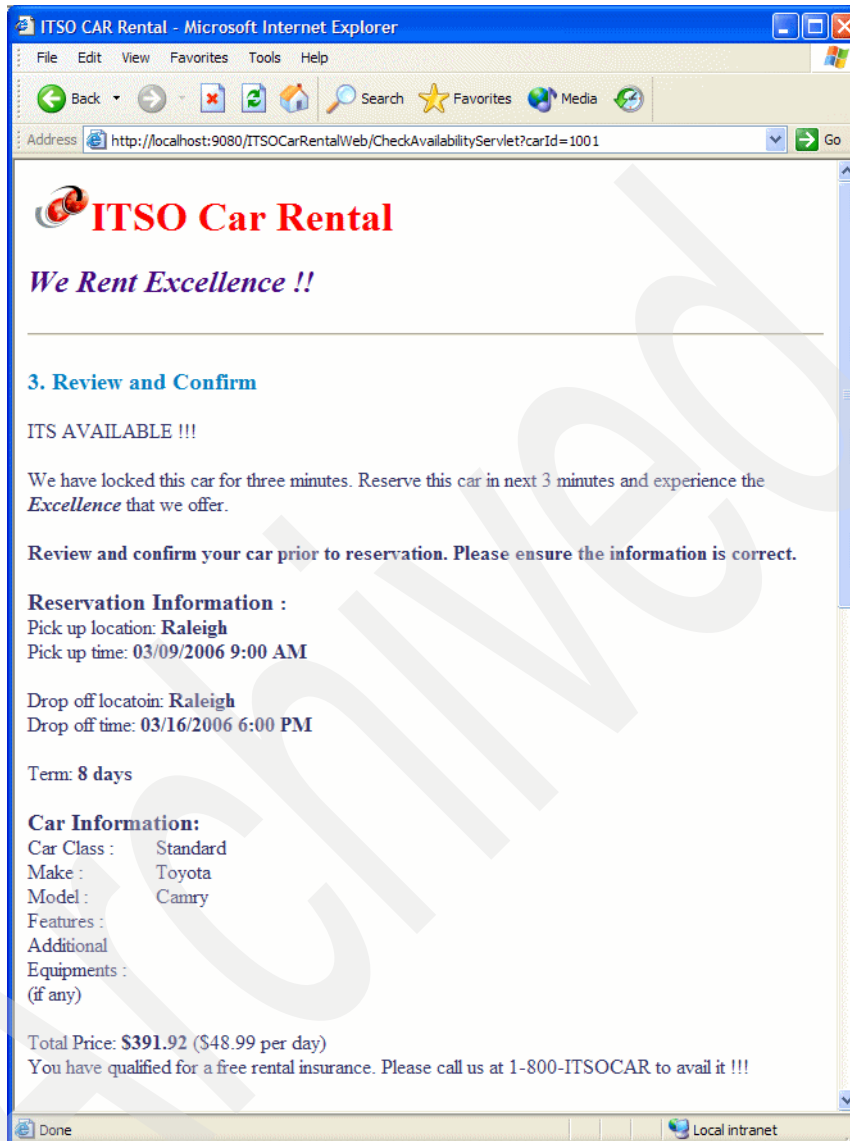 ITSO CAR Rental - Microsoft Internet Explorer
File Edit View Favorites Tools Help
Back Search Favorites Media
Address http://localhost:9080/ITSOCarRentalWeb/CheckAvailabilityServlet?carId=1001 Go
ITSO Car Rental
We Rent Excellence !!
3. Review and Confirm
ITS AVAILABLE !!!
We have locked this car for three minutes. Reserve this car in next 3 minutes and experience the
Excellence that we offer.
Review and confirm your car prior to reservation. Please ensure the information is correct.
Reservation Information :
Pick up location: Raleigh
Pick up time: 03/09/2006 9:00 AM
Drop off locatoin: Raleigh
Drop off time: 03/16/2006 6:00 PM
Term: 8 days
Car Information:
Car Class : Standard
Make : Toyota
Model : Camry
Features :
Additional
Equipments :
(if any)
Total Price: $391.92 ($48.99 per day)
You have qualified for a free rental insurance. Please call us at 1-800-ITSOCAR to avail it !!!
Done Local intranet
Archived